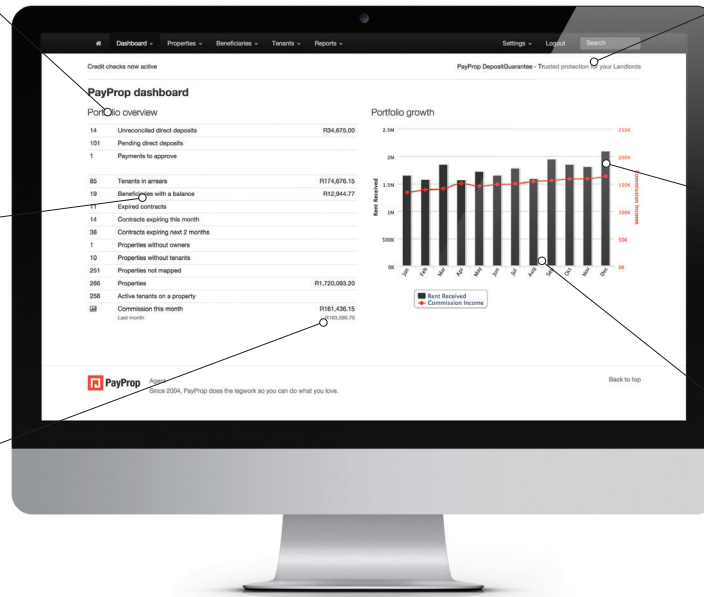 Dashboard Properties Beneficiaries Tenants Reports Settings Logout Search
Credit checks now active
PayProp DepositGuarantee - Trusted protection for your Landlords
PayProp dashboard
Portfolio overview
14 Unreconciled direct deposits R34,675.00
101 Pending direct deposits
1 Payments to approve
85 Tenants in arrears R174,676.15
19 Beneficiaries with a balance R12,944.77
11 Expired contracts
14 Contracts expiring this month
38 Contracts expiring next 2 months
1 Properties without owners
10 Properties without tenants
251 Properties not mapped
266 Properties R1,720,093.20
256 Active tenants on a property
Commission this month R161,436.15
Last month R163,590.70
Portfolio growth
2.5M
2M
1.5M
1M
500K
0K
Rent Received
250K
200K
150K
100K
50K
0K
Commission Income
Jan Feb Mar Apr May Jun Jul Aug Sep Oct Nov Dec
Rent Received
Commission Income
PayProp
Agent
Since 2004, PayProp does the legwork so you can do what you love.
Back to top